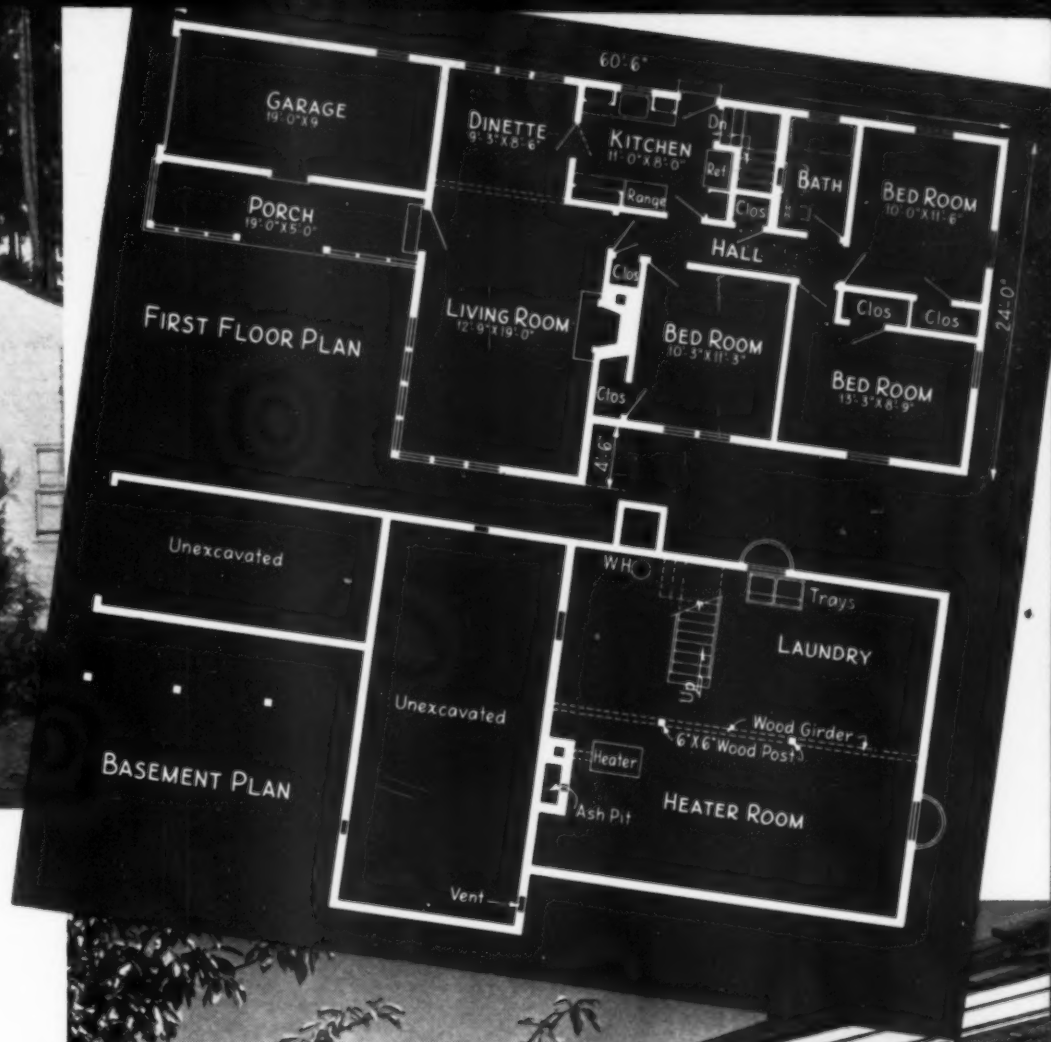 60'-6"
GARAGE
19'-0"X9
DINETTE
9'-3"X8'-6"
KITCHEN
11'-0"X8'-0"
Dn
Ref
Range
Clos
BATH
BED ROOM
10'-0"X11'-6"
PORCH
19'-0"X5'-0"
HALL
Clos
LIVING ROOM
12'-9"X19'-0"
BED ROOM
10'-3"X11'-3"
Clos
Clos
24'-0"
FIRST FLOOR PLAN
BED ROOM
13'-3"X8'-9"
Clos
4'-6"
Unexcavated
WH
Trays
LAUNDRY
UP
Unexcavated
Wood Girder
6"X6"Wood Post
Heater
BASEMENT PLAN
HEATER ROOM
Ash Pit
Vent